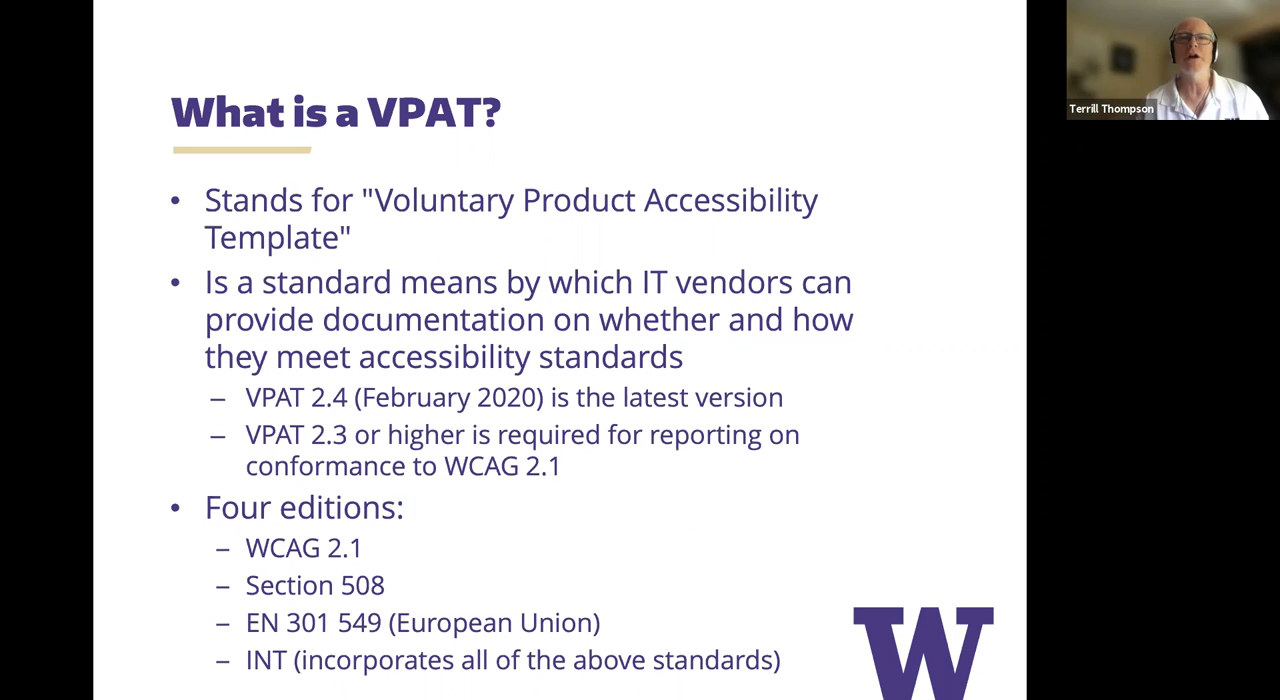 What is a VPAT?
• Stands for "Voluntary Product Accessibility
Template"
• Is a standard means by which IT vendors can
provide documentation on whether and how
they meet accessibility standards
– VPAT 2.4 (February 2020) is the latest version
– VPAT 2.3 or higher is required for reporting on
conformance to WCAG 2.1
• Four editions:
– WCAG 2.1
– Section 508
– EN 301 549 (European Union)
– INT (incorporates all of the above standards)
W
Terrill Thompson